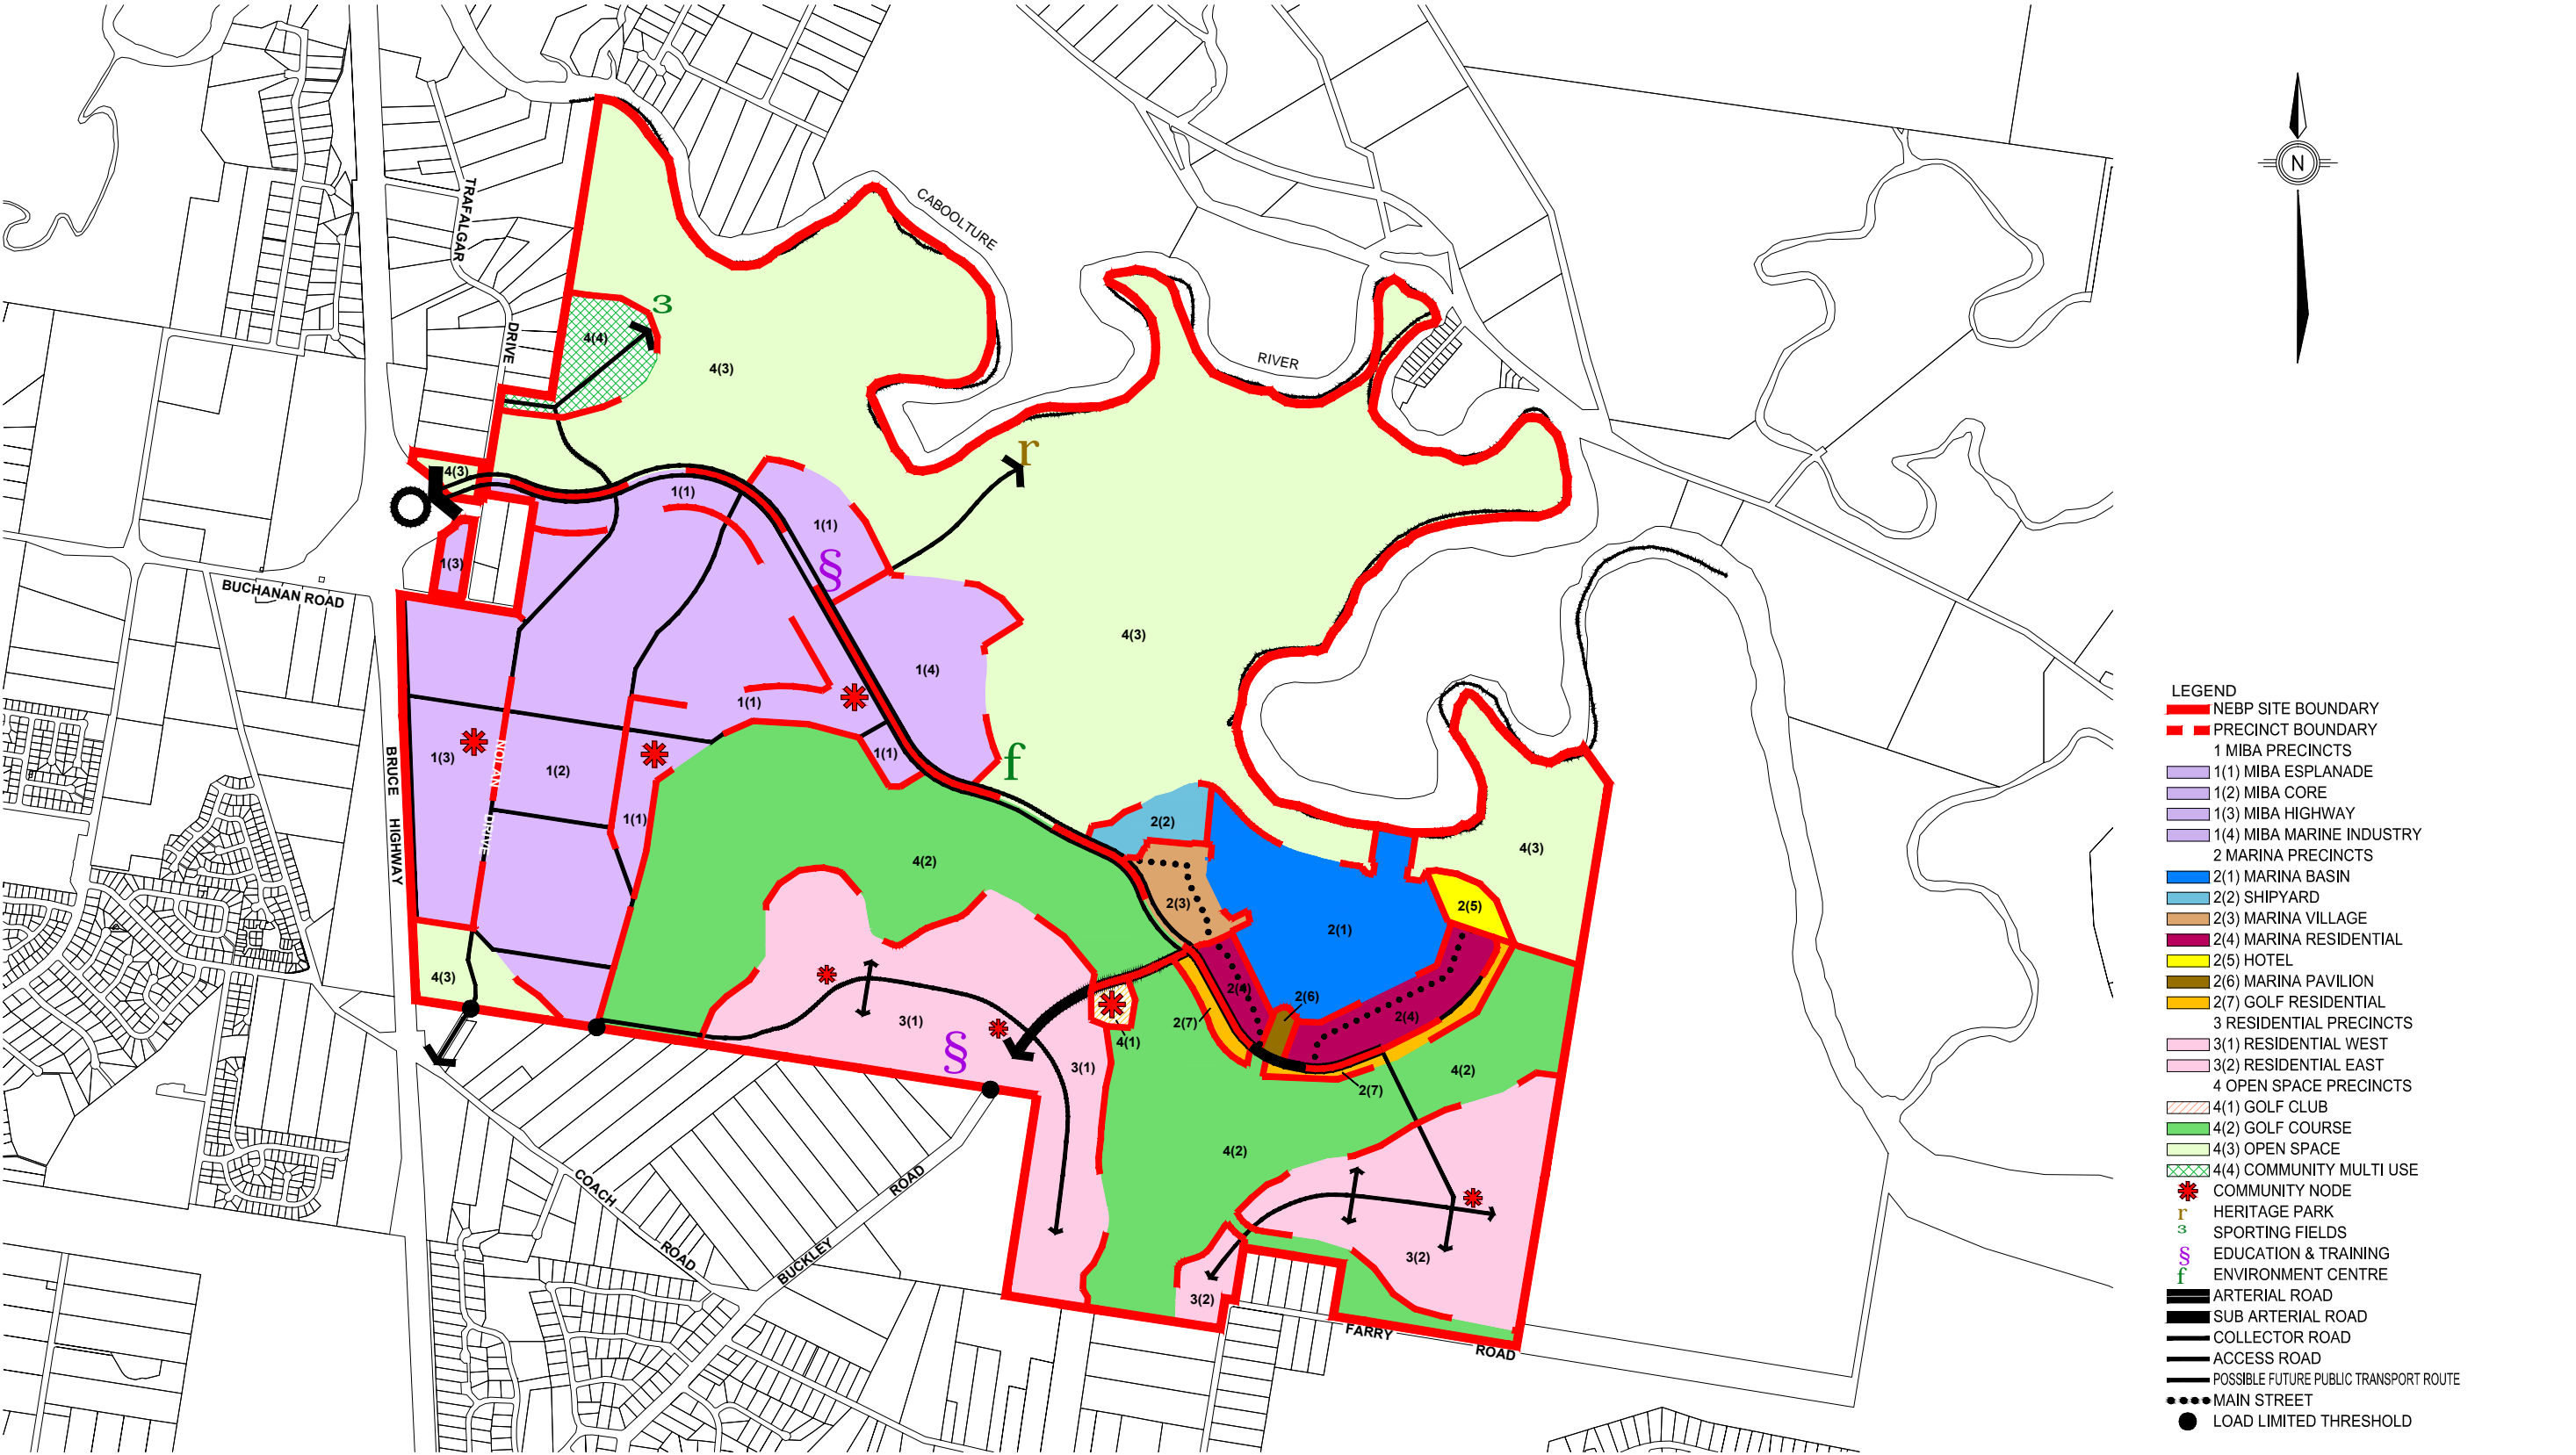 TRAFALGAR
DRIVE
CABOOLTURE
RIVER
N
3
4(4)
4(3)
4(3)
r
1(1)
1(1)
§
1(3)
BUCHANAN ROAD
4(3)
1(4)
1(1)
1(1)
f
1(3)
NOLAN DRIVE
1(2)
1(1)
BRUCE HIGHWAY
4(2)
2(2)
4(3)
2(3)
2(5)
2(1)
4(3)
2(4)
2(6)
2(4)
2(7)
3(1)
§
4(1)
3(1)
4(2)
2(7)
4(2)
COACH
ROAD
BUCKLEY
ROAD
3(2)
3(2)
FARRY
ROAD
LEGEND
NEBP SITE BOUNDARY
PRECINCT BOUNDARY
1 MIBA PRECINCTS
1(1) MIBA ESPLANADE
1(2) MIBA CORE
1(3) MIBA HIGHWAY
1(4) MIBA MARINE INDUSTRY
2 MARINA PRECINCTS
2(1) MARINA BASIN
2(2) SHIPYARD
2(3) MARINA VILLAGE
2(4) MARINA RESIDENTIAL
2(5) HOTEL
2(6) MARINA PAVILION
2(7) GOLF RESIDENTIAL
3 RESIDENTIAL PRECINCTS
3(1) RESIDENTIAL WEST
3(2) RESIDENTIAL EAST
4 OPEN SPACE PRECINCTS
4(1) GOLF CLUB
4(2) GOLF COURSE
4(3) OPEN SPACE
4(4) COMMUNITY MULTI USE
COMMUNITY NODE
r HERITAGE PARK
3 SPORTING FIELDS
§ EDUCATION & TRAINING
f ENVIRONMENT CENTRE
ARTERIAL ROAD
SUB ARTERIAL ROAD
COLLECTOR ROAD
ACCESS ROAD
POSSIBLE FUTURE PUBLIC TRANSPORT ROUTE
MAIN STREET
LOAD LIMITED THRESHOLD